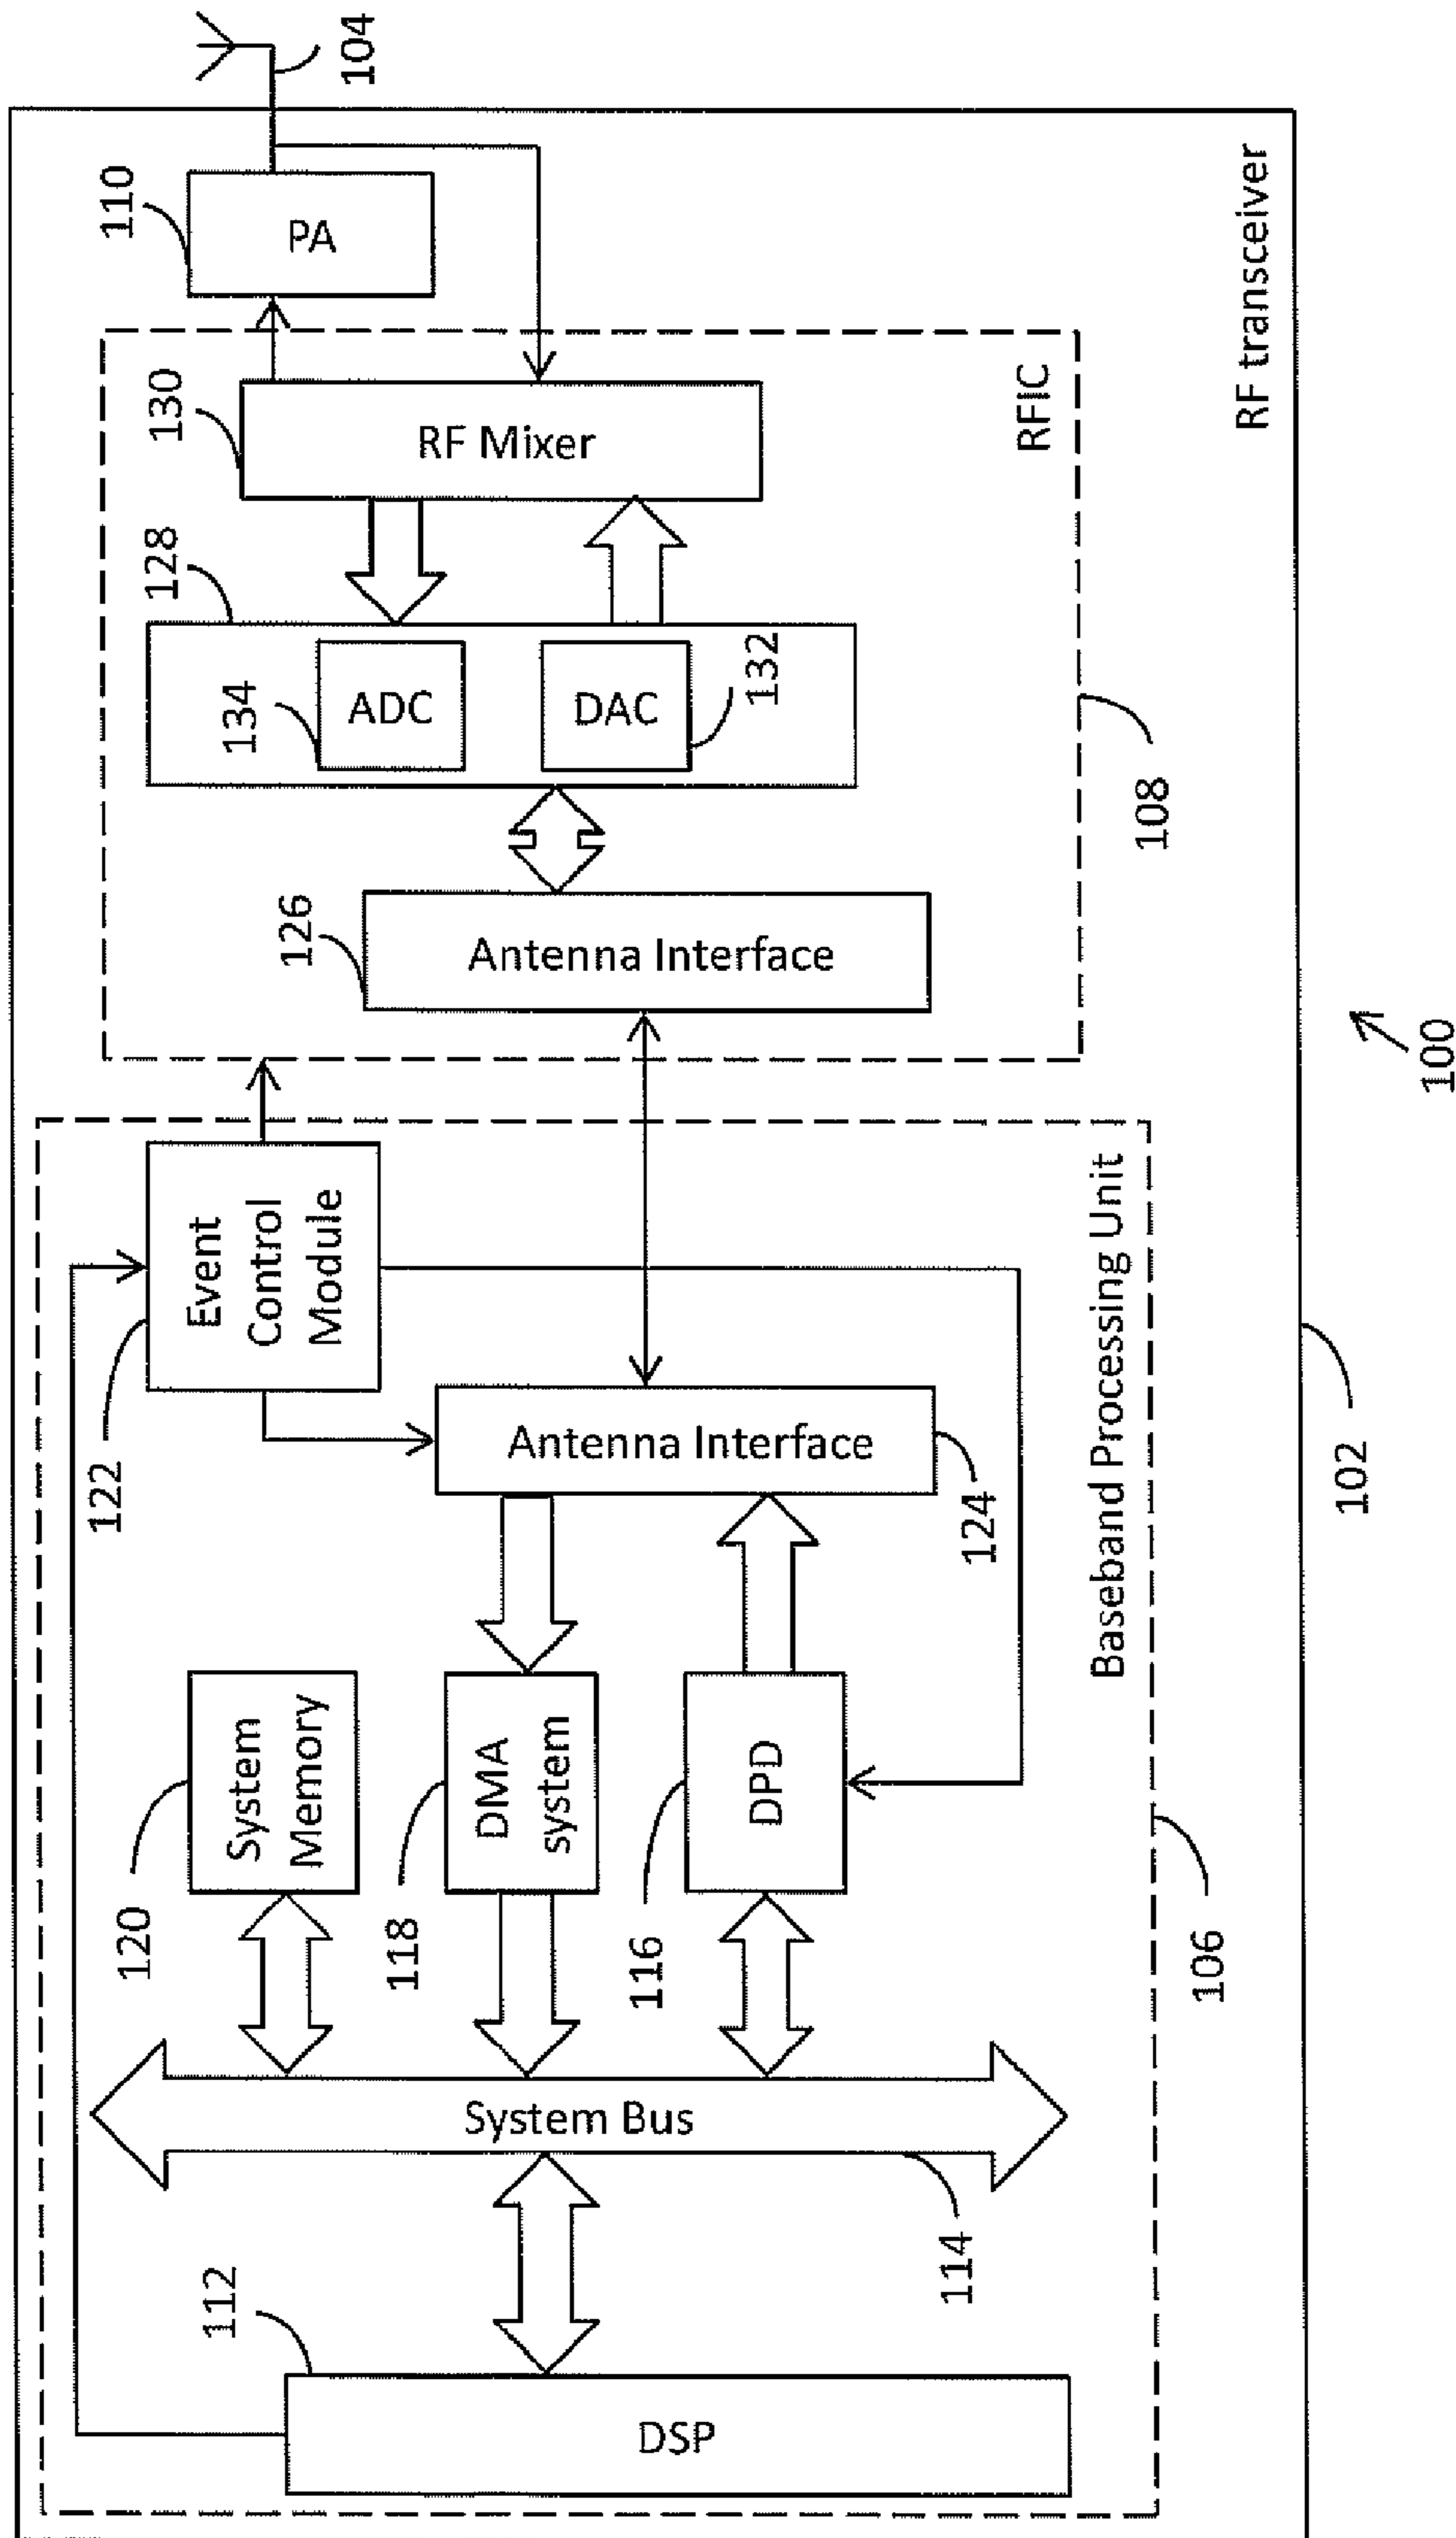 RF transceiver
104
110
PA
130
RF Mixer
RFIC
128
134
ADC
DAC
132
126
Antenna Interface
108
Baseband Processing Unit
Event
Control
Module
122
Antenna Interface
124
120
System
Memory
118
DMA
system
116
DPD
106
System Bus
114
112
DSP
102
100